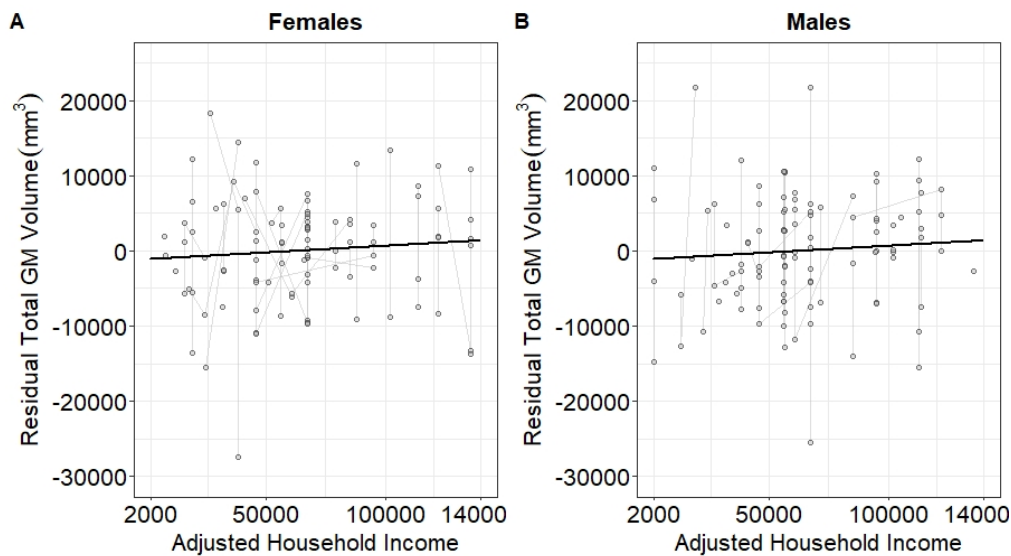 A
Females
Residual Total GM Volume(mm³)
20000
10000
0
-10000
-20000
-30000
2000
50000
100000
14000
Adjusted Household Income
B
Males
Residual Total GM Volume(mm³)
20000
10000
0
-10000
-20000
-30000
2000
50000
100000
14000
Adjusted Household Income